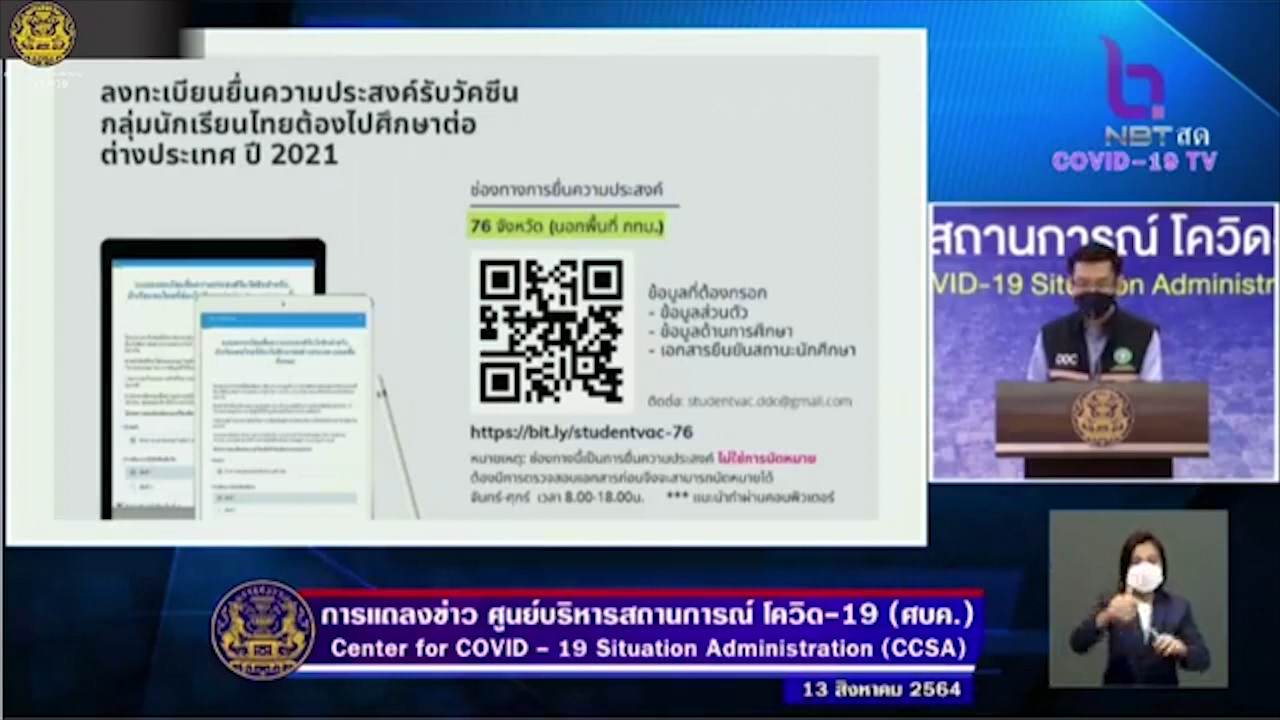 ลงทะเบียนยื่นความประสงค์รับวัคซีน
กลุ่มนักเรียนไทยต้องไปศึกษาต่อ
ต่างประเทศ ปี 2021
ช่องทางการยื่นความประสงค์
76 จังหวัด (นอกพื้นที่ กทม.)
ข้อมูลที่ต้องกรอก
- ข้อมูลส่วนตัว
- ข้อมูลด้านการศึกษา
- เอกสารยืนยันสถานะนักศึกษา
ติดต่อ: studentvac.ddc@gmail.com
https://bit.ly/studentvac-76
หมายเหตุ: ช่องทางนี้เป็นการยื่นความประสงค์ ไม่ใช่การนัดหมาย
ต้องมีการตรวจสอบเอกสารก่อนจึงจะสามารถนัดหมายได้
จันทร์-ศุกร์ เวลา 8.00-18.00น. *** แนะนำทำผ่านคอมพิวเตอร์
NBT สด
COVID-19 TV
สถานการณ์ โควิด-
VID-19 Situation Administr
DDC
การแถลงข่าว ศูนย์บริหารสถานการณ์ โควิด-19 (ศบค.)
Center for COVID - 19 Situation Administration (CCSA)
13 สิงหาคม 2564